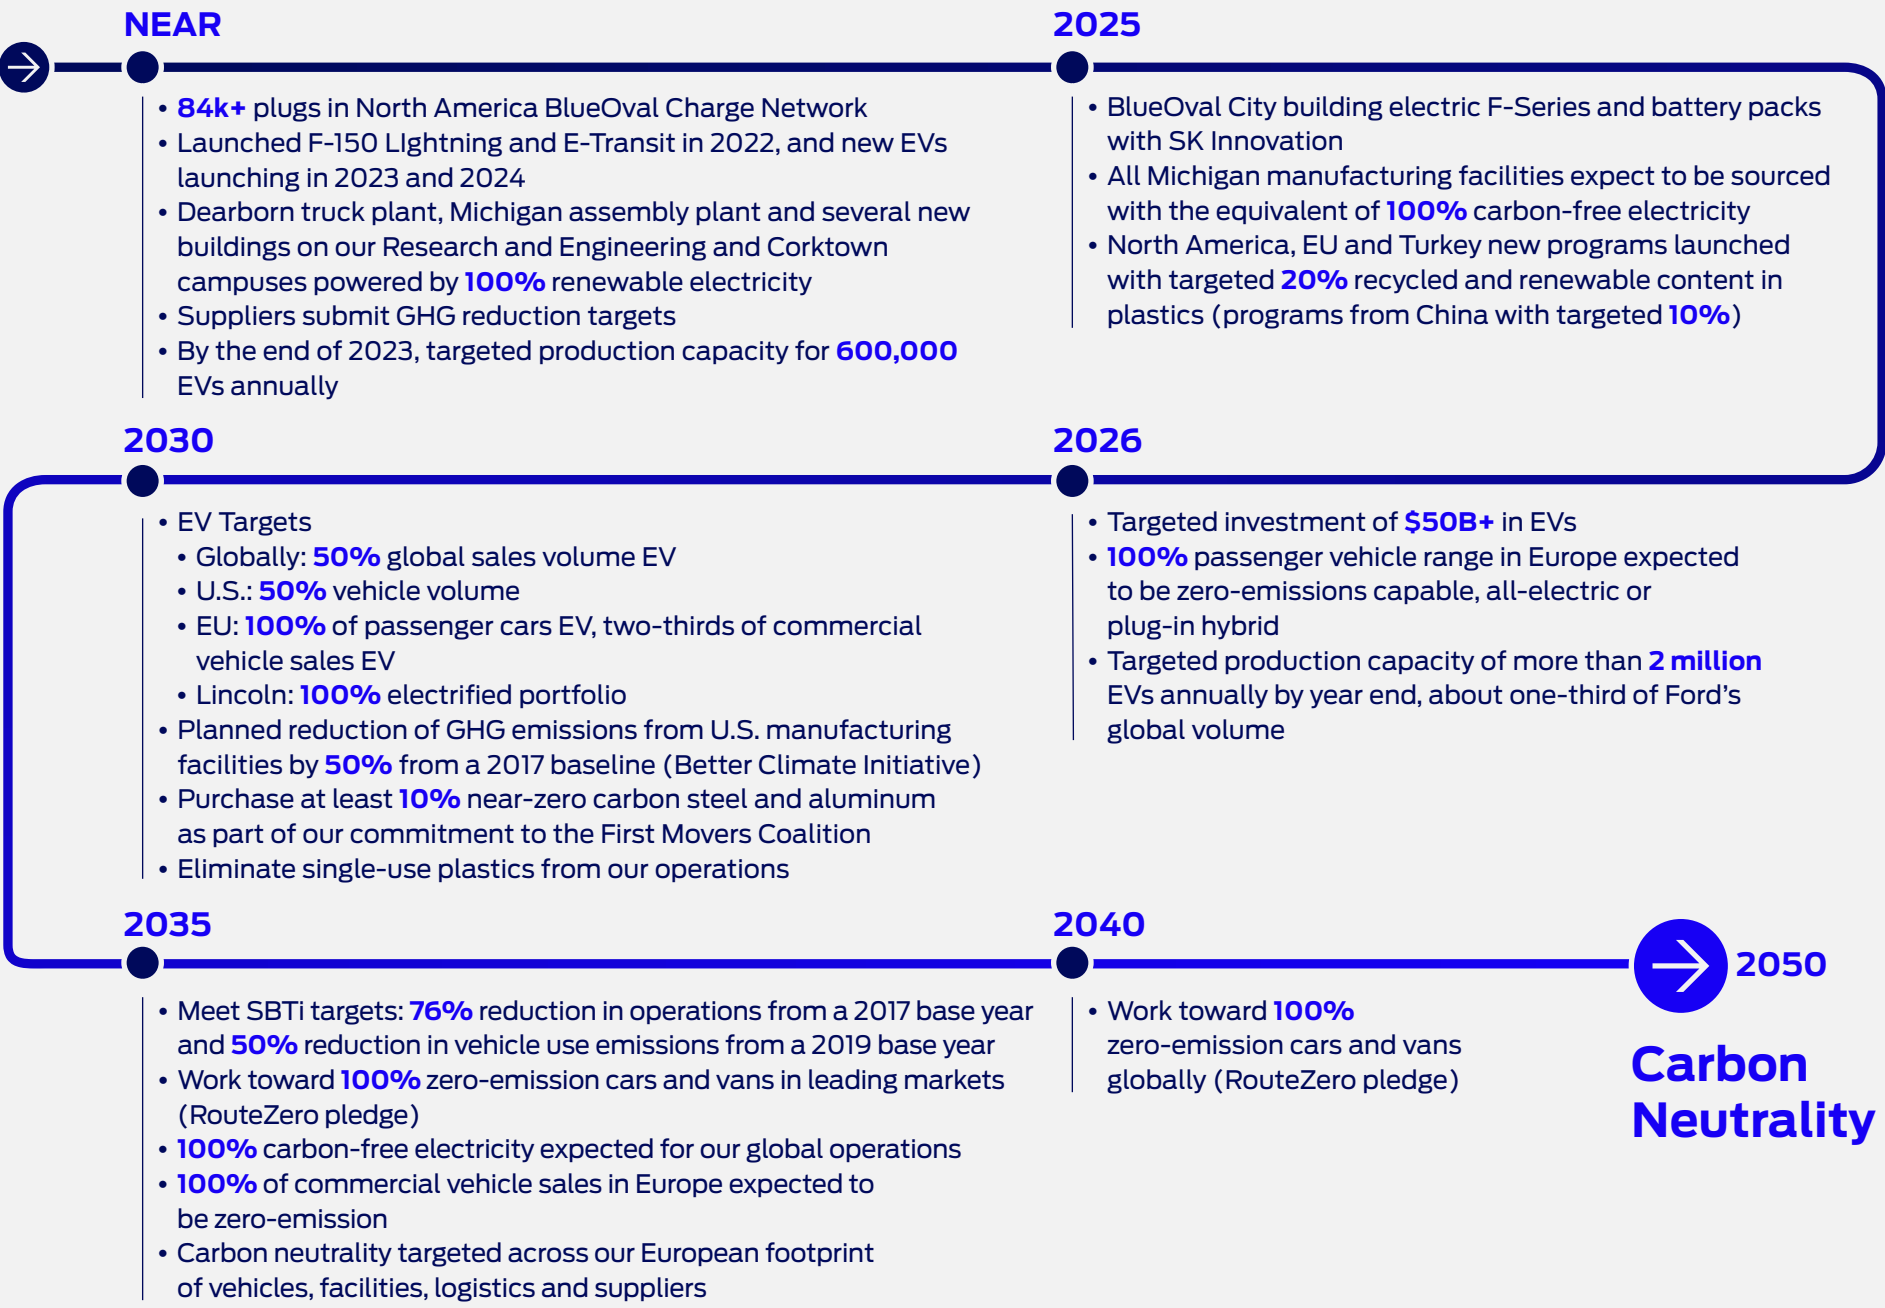 NEAR
• 84k+ plugs in North America BlueOval Charge Network
• Launched F-150 LIghtning and E-Transit in 2022, and new EVs
launching in 2023 and 2024
• Dearborn truck plant, Michigan assembly plant and several new
buildings on our Research and Engineering and Corktown
campuses powered by 100% renewable electricity
• Suppliers submit GHG reduction targets
• By the end of 2023, targeted production capacity for 600,000
EVs annually
2025
• BlueOval City building electric F-Series and battery packs
with SK Innovation
• All Michigan manufacturing facilities expect to be sourced
with the equivalent of 100% carbon-free electricity
• North America, EU and Turkey new programs launched
with targeted 20% recycled and renewable content in
plastics (programs from China with targeted 10%)
2026
• Targeted investment of $50B+ in EVs
• 100% passenger vehicle range in Europe expected
to be zero-emissions capable, all-electric or
plug-in hybrid
• Targeted production capacity of more than 2 million
EVs annually by year end, about one-third of Ford’s
global volume
2030
• EV Targets
• Globally: 50% global sales volume EV
• U.S.: 50% vehicle volume
• EU: 100% of passenger cars EV, two-thirds of commercial
vehicle sales EV
• Lincoln: 100% electrified portfolio
• Planned reduction of GHG emissions from U.S. manufacturing
facilities by 50% from a 2017 baseline (Better Climate Initiative)
• Purchase at least 10% near-zero carbon steel and aluminum
as part of our commitment to the First Movers Coalition
• Eliminate single-use plastics from our operations
2035
• Meet SBTi targets: 76% reduction in operations from a 2017 base year
and 50% reduction in vehicle use emissions from a 2019 base year
• Work toward 100% zero-emission cars and vans in leading markets
(RouteZero pledge)
• 100% carbon-free electricity expected for our global operations
• 100% of commercial vehicle sales in Europe expected to
be zero-emission
• Carbon neutrality targeted across our European footprint
of vehicles, facilities, logistics and suppliers
2040
• Work toward 100%
zero-emission cars and vans
globally (RouteZero pledge)
2050
Carbon
Neutrality